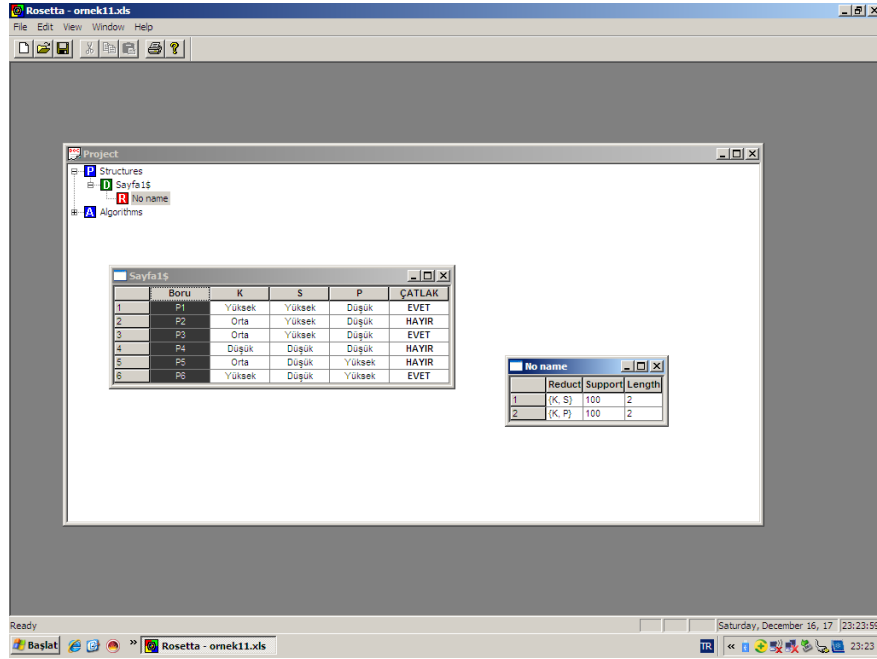 Rosetta - ornek11.xls
File Edit View Window Help
Project
P Structures
D Sayfa1$
R No name
A Algorithms
Sayfa1$
Boru K S P ÇATLAK
1 P1 Yüksek Yüksek Düşük EVET
2 P2 Orta Yüksek Düşük HAYIR
3 P3 Orta Yüksek Düşük EVET
4 P4 Düşük Düşük Düşük HAYIR
5 P5 Orta Düşük Yüksek HAYIR
6 P6 Yüksek Düşük Yüksek EVET
No name
Reduct Support Length
1 {K, S} 100 2
2 {K, P} 100 2
Ready
Saturday, December 16, 17 23:23:59
Başlat
Rosetta - ornek11.xls
TR
23:23